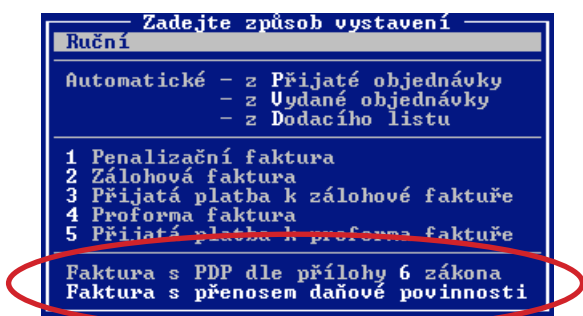 Zadejte způsob vystavení
Ruční
Automatické - z Přijaté objednávky
- z Vydané objednávky
- z Dodacího listu
1 Penalizační faktura
2 Zálohová faktura
3 Přijatá platba k zálohové faktuře
4 Proforma faktura
5 Přijatá platba k proforma faktuře
Faktura s PDP dle přílohy 6 zákona
Faktura s přenosem daňové povinnosti